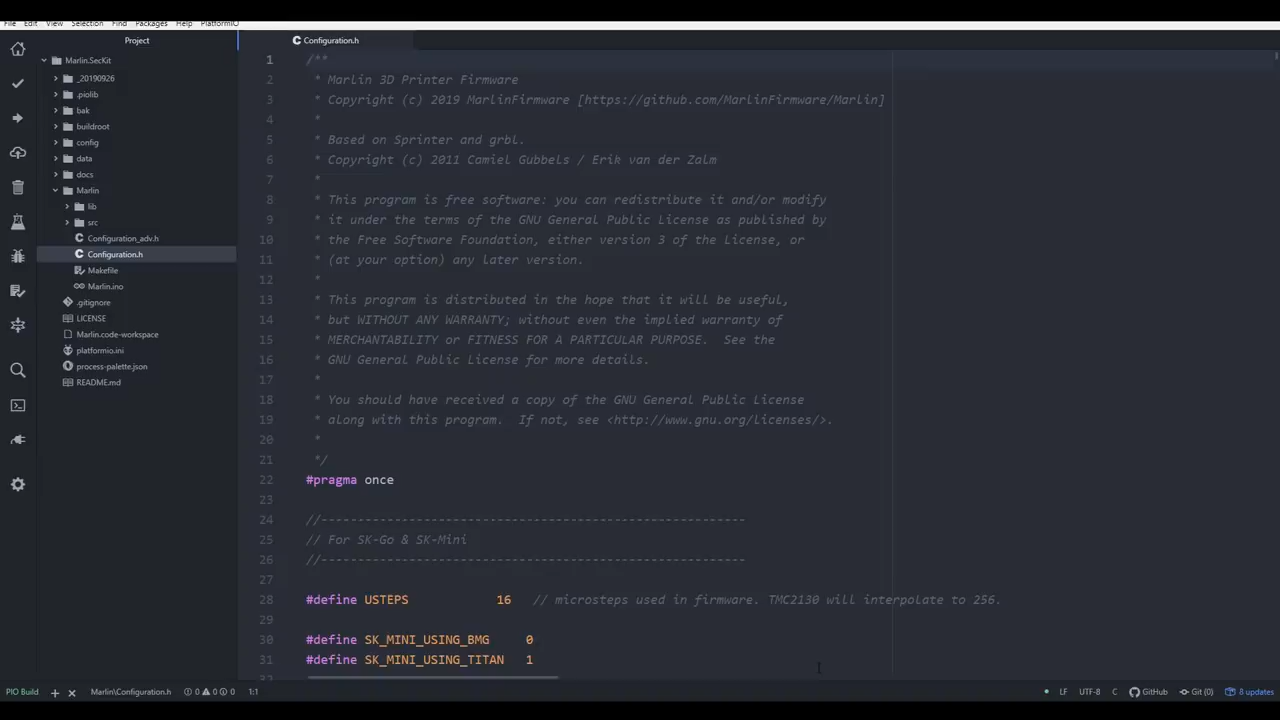 File Edit View Selection Find Packages Help PlatformIO
Project
Marlin.SecKit
_20190926
.piolib
bak
buildroot
config
data
docs
Marlin
lib
src
Configuration_adv.h
Configuration.h
Makefile
Marlin.ino
.gitignore
LICENSE
Marlin.code-workspace
platformio.ini
process-palette.json
README.md
Configuration.h
1 /**
2 * Marlin 3D Printer Firmware
3 * Copyright (c) 2019 MarlinFirmware [https://github.com/MarlinFirmware/Marlin]
4 *
5 * Based on Sprinter and grbl.
6 * Copyright (c) 2011 Camiel Gubbels / Erik van der Zalm
7 *
8 * This program is free software: you can redistribute it and/or modify
9 * it under the terms of the GNU General Public License as published by
10 * the Free Software Foundation, either version 3 of the License, or
11 * (at your option) any later version.
12 *
13 * This program is distributed in the hope that it will be useful,
14 * but WITHOUT ANY WARRANTY; without even the implied warranty of
15 * MERCHANTABILITY or FITNESS FOR A PARTICULAR PURPOSE.  See the
16 * GNU General Public License for more details.
17 *
18 * You should have received a copy of the GNU General Public License
19 * along with this program.  If not, see <http://www.gnu.org/licenses/>.
20 *
21 */
22 #pragma once
23
24 //----------------------------------------------------------
25 // For SK-Go & SK-Mini
26 //----------------------------------------------------------
27
28 #define USTEPS            16   // microsteps used in firmware. TMC2130 will interpolate to 256.
29
30 #define SK_MINI_USING_BMG     0
31 #define SK_MINI_USING_TITAN   1
PIO Build + × Marlin\Configuration.h 0 0 0 1:1 LF UTF-8 C GitHub Git (0) 8 updates